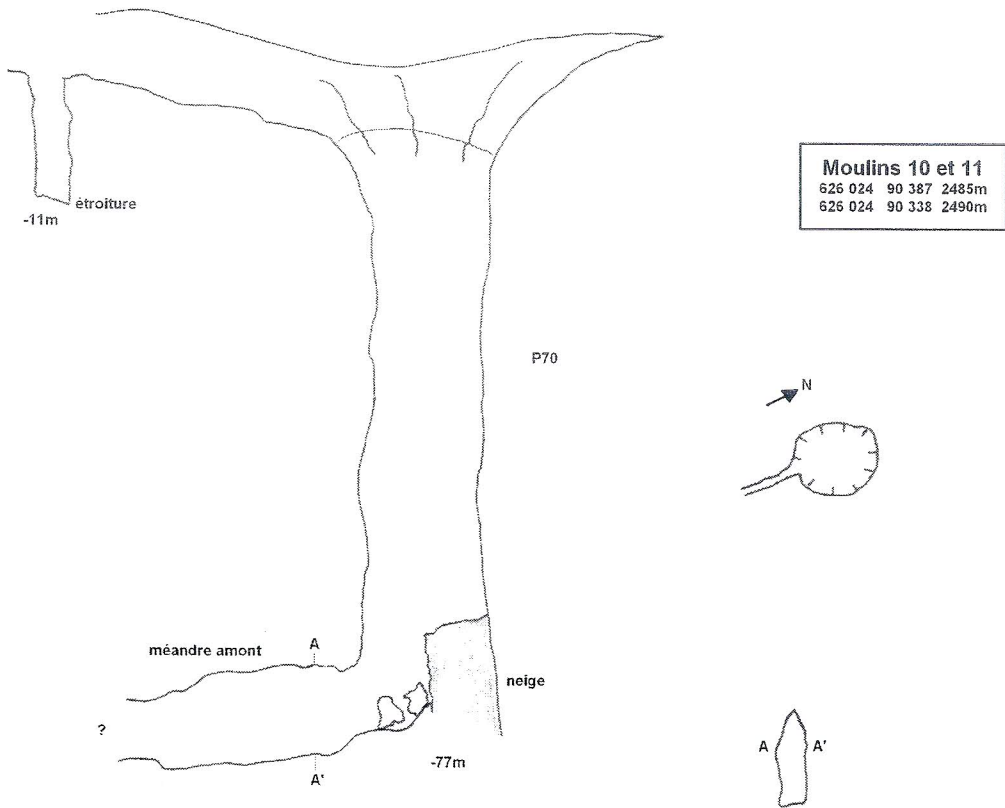 Moulins 10 et 11
626 024 90 387 2485m
626 024 90 338 2490m
étroiture
-11m
P70
N
méandre amont
A
neige
?
-77m
A'
A
A'